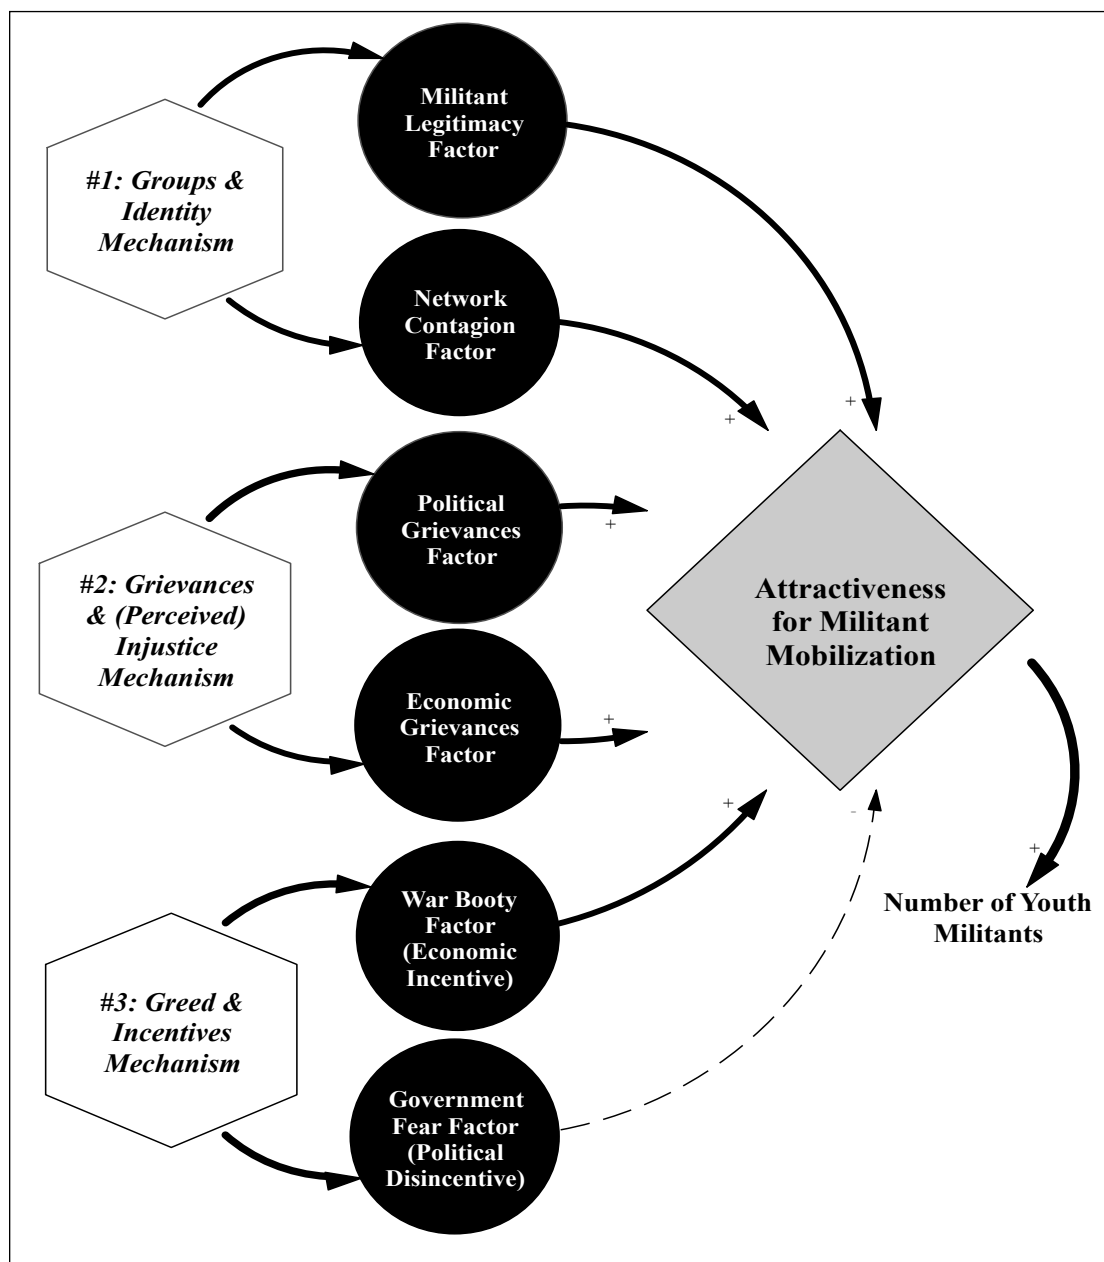 #1: Groups &
Identity
Mechanism
Militant
Legitimacy
Factor
Network
Contagion
Factor
+
+
#2: Grievances
& (Perceived)
Injustice
Mechanism
Political
Grievances
Factor
+
Economic
Grievances
Factor
+
Attractiveness
for Militant
Mobilization
#3: Greed &
Incentives
Mechanism
War Booty
Factor
(Economic
Incentive)
+
Government
Fear Factor
(Political
Disincentive)
-
+
Number of Youth
Militants